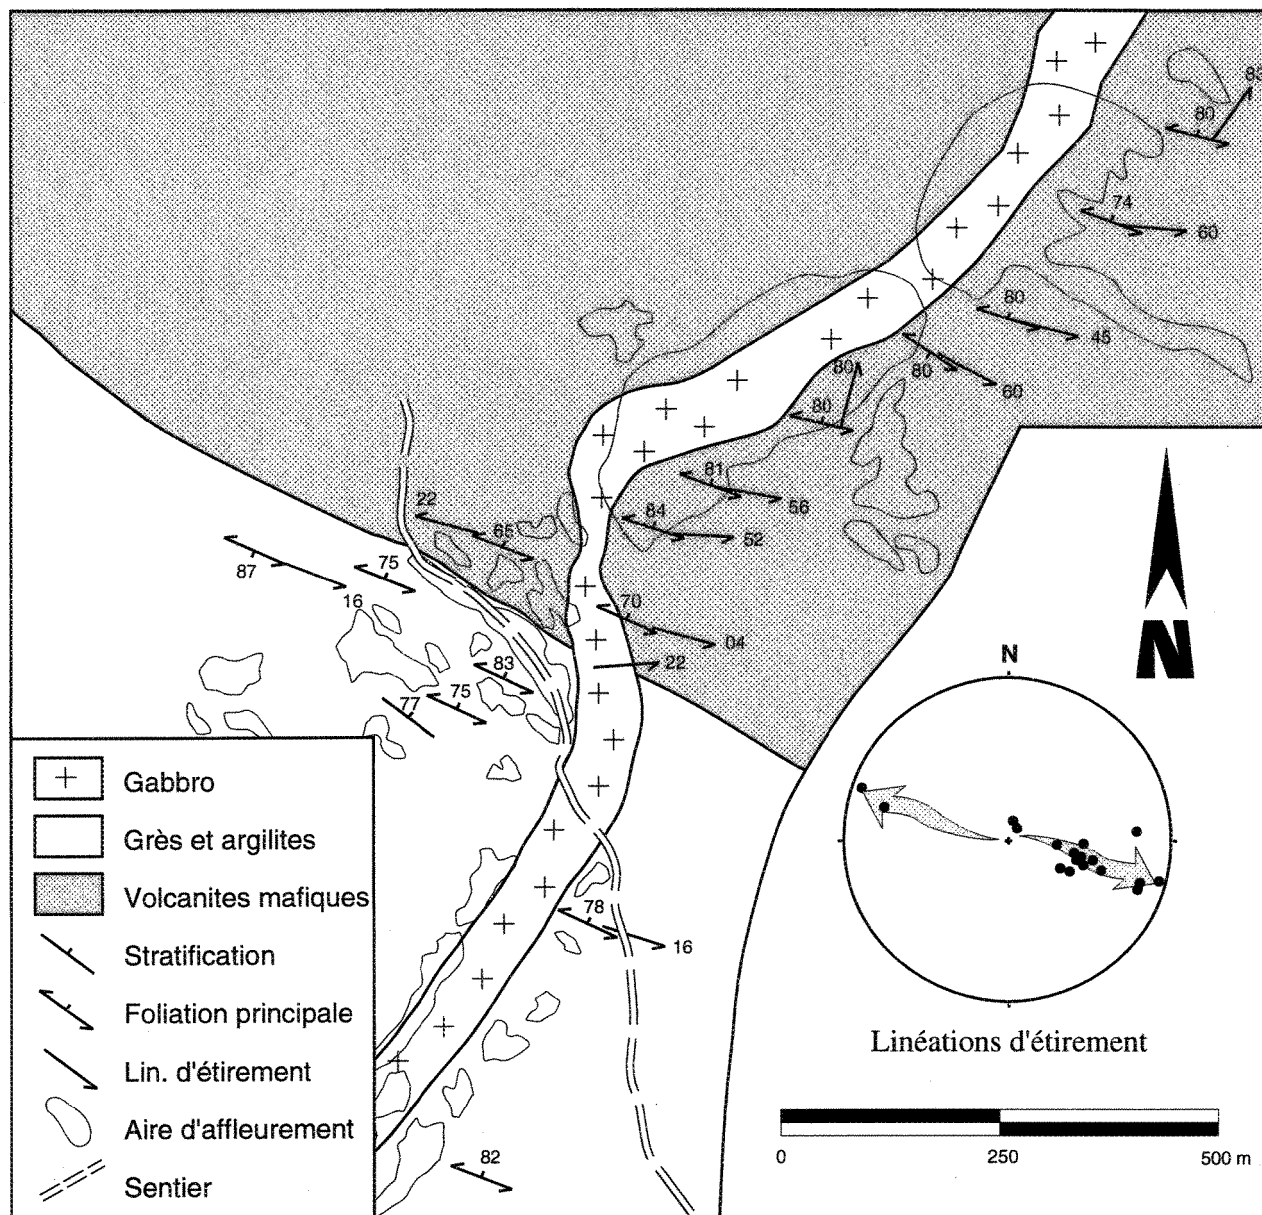 83
80
74
60
80
45
80
60
80
80
81
56
84
52
22
65
87
16
75
70
04
22
83
75
77
78
16
82
N
N
Gabbro
Grès et argilites
Volcanites mafiques
Stratification
Foliation principale
Lin. d'étirement
Aire d'affleurement
Sentier
Linéations d'étirement
0 250 500 m